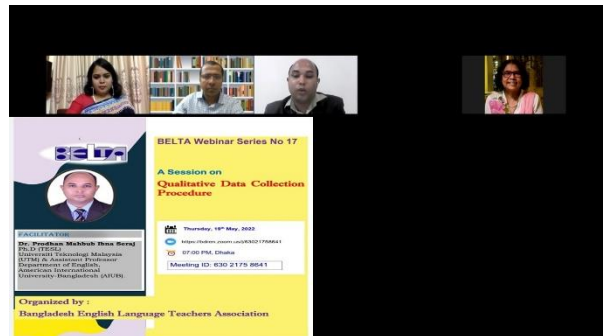 BELTA
BELTA Webinar Series No 17
A Session on
Qualitative Data Collection
Procedure
FACILITATOR
Dr. Prodhan Mahbub Ibna Seraj
Ph.D (TESL)
Universiti Teknologi Malaysia
(UTM) & Assistant Professor
Department of English,
American International
University-Bangladesh (AIUB)
Thursday, 19th May, 2022
07:00 PM, Dhaka
Meeting ID: 630 2175 8641
Organized by :
Bangladesh English Language Teachers Association